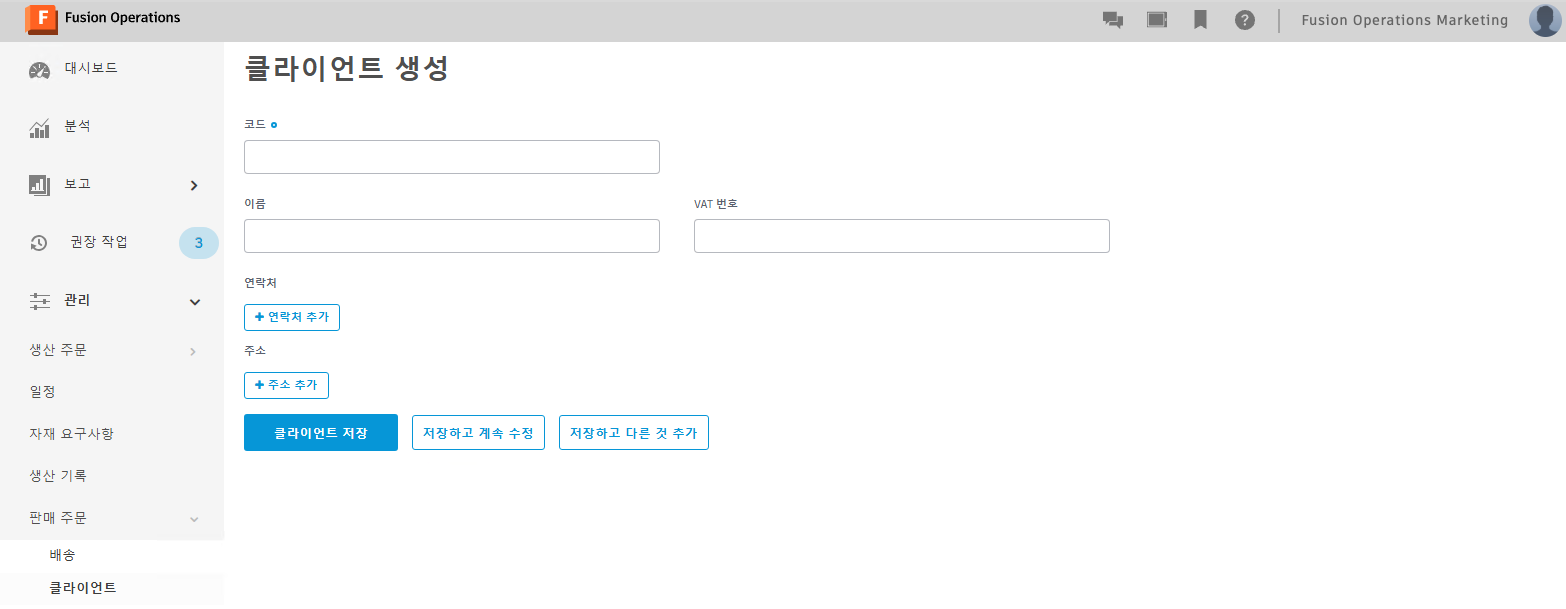 F Fusion Operations
? Fusion Operations Marketing
대시보드
분석
보고
권장 작업 3
관리
생산 주문
일정
자재 요구사항
생산 기록
판매 주문
배송
클라이언트
클라이언트 생성
코드
이름 VAT 번호
연락처
+ 연락처 추가
주소
+ 주소 추가
클라이언트 저장 저장하고 계속 수정 저장하고 다른 것 추가